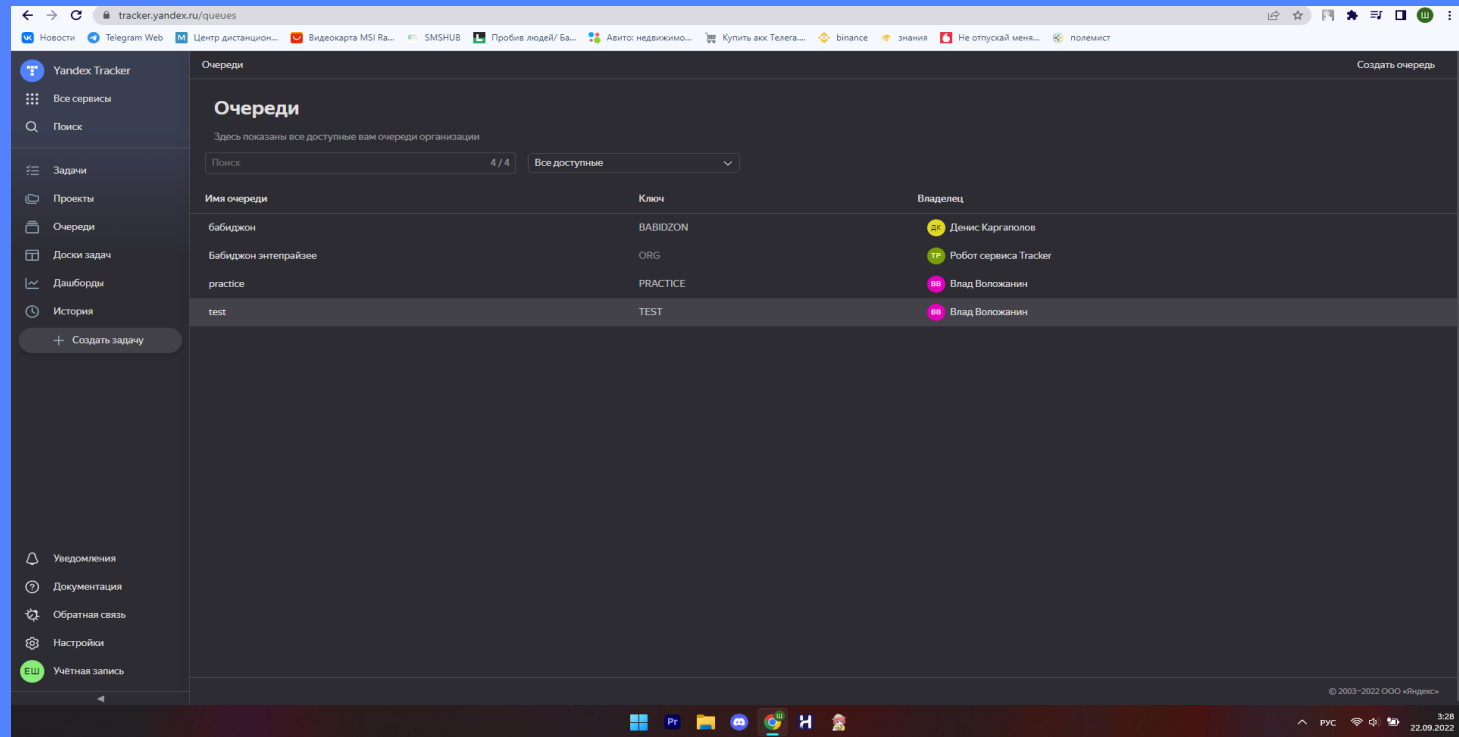 tracker.yandex.ru/queues
Ш
Новости Telegram Web Центр дистанцион... Видеокарта MSI Ra... SMSHUB Пробив людей/ Ба... Авито: недвижимо... Купить акк Телега.... binance знания Не отпускай меня... полемист
Yandex Tracker
Все сервисы
Поиск
Задачи
Проекты
Очереди
Доски задач
Дашборды
История
+ Создать задачу
Уведомления
Документация
Обратная связь
Настройки
ЕШ Учётная запись
Очереди Создать очередь
Очереди
Здесь показаны все доступные вам очереди организации
Поиск 4 / 4 Все доступные
Имя очереди Ключ Владелец
бабиджон BABIDZON ДК Денис Каргаполов
Бабиджон энтепрайзее ORG ТР Робот сервиса Tracker
practice PRACTICE ВВ Влад Воложанин
test TEST ВВ Влад Воложанин
© 2003–2022 ООО «Яндекс»
Pr Ш РУС 3:28
22.09.2022